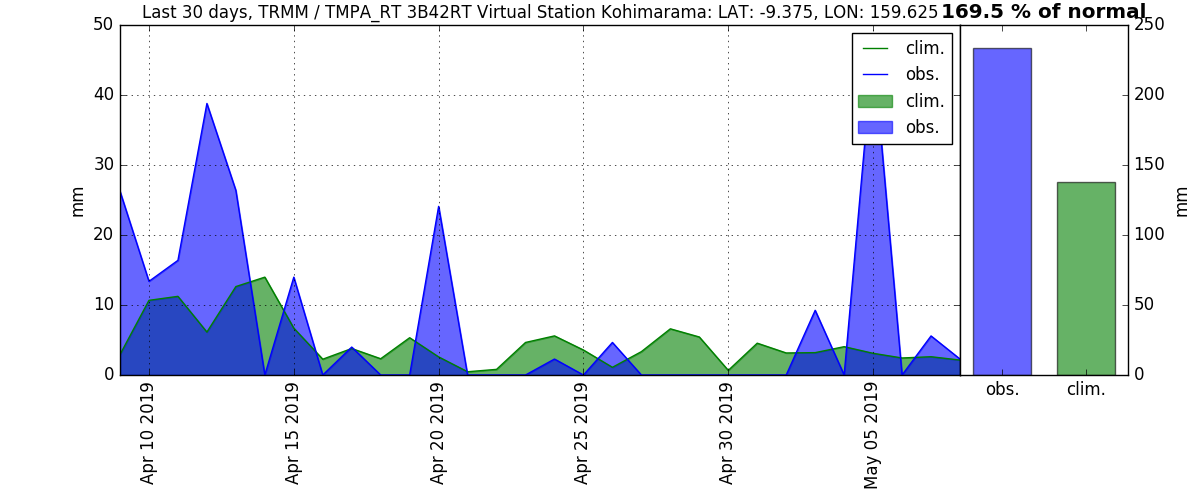 Last 30 days, TRMM / TMPA_RT 3B42RT Virtual Station Kohimarama: LAT: -9.375, LON: 159.625
169.5 % of normal
50
40
30
20
10
0
mm
clim.
obs.
clim.
obs.
Apr 10 2019
Apr 15 2019
Apr 20 2019
Apr 25 2019
Apr 30 2019
May 05 2019
250
200
150
100
50
0
mm
obs.
clim.